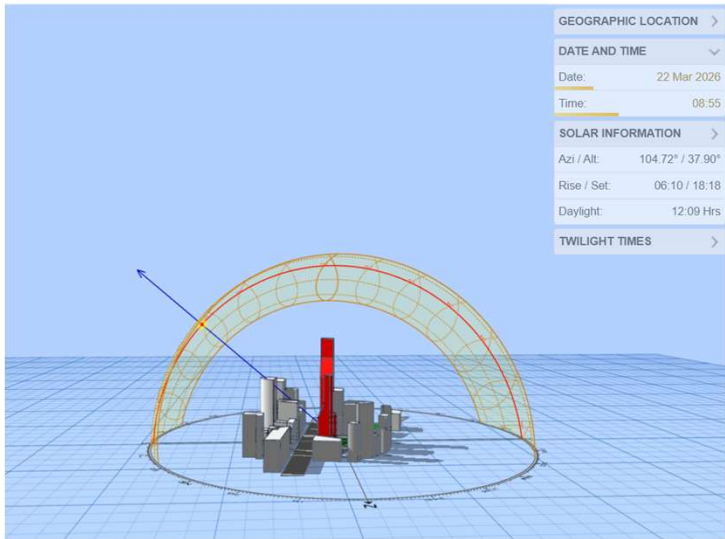 GEOGRAPHIC LOCATION
DATE AND TIME
Date: 22 Mar 2026
Time: 08:55
SOLAR INFORMATION
Azi / Alt: 104.72° / 37.90°
Rise / Set: 06:10 / 18:18
Daylight: 12:09 Hrs
TWILIGHT TIMES